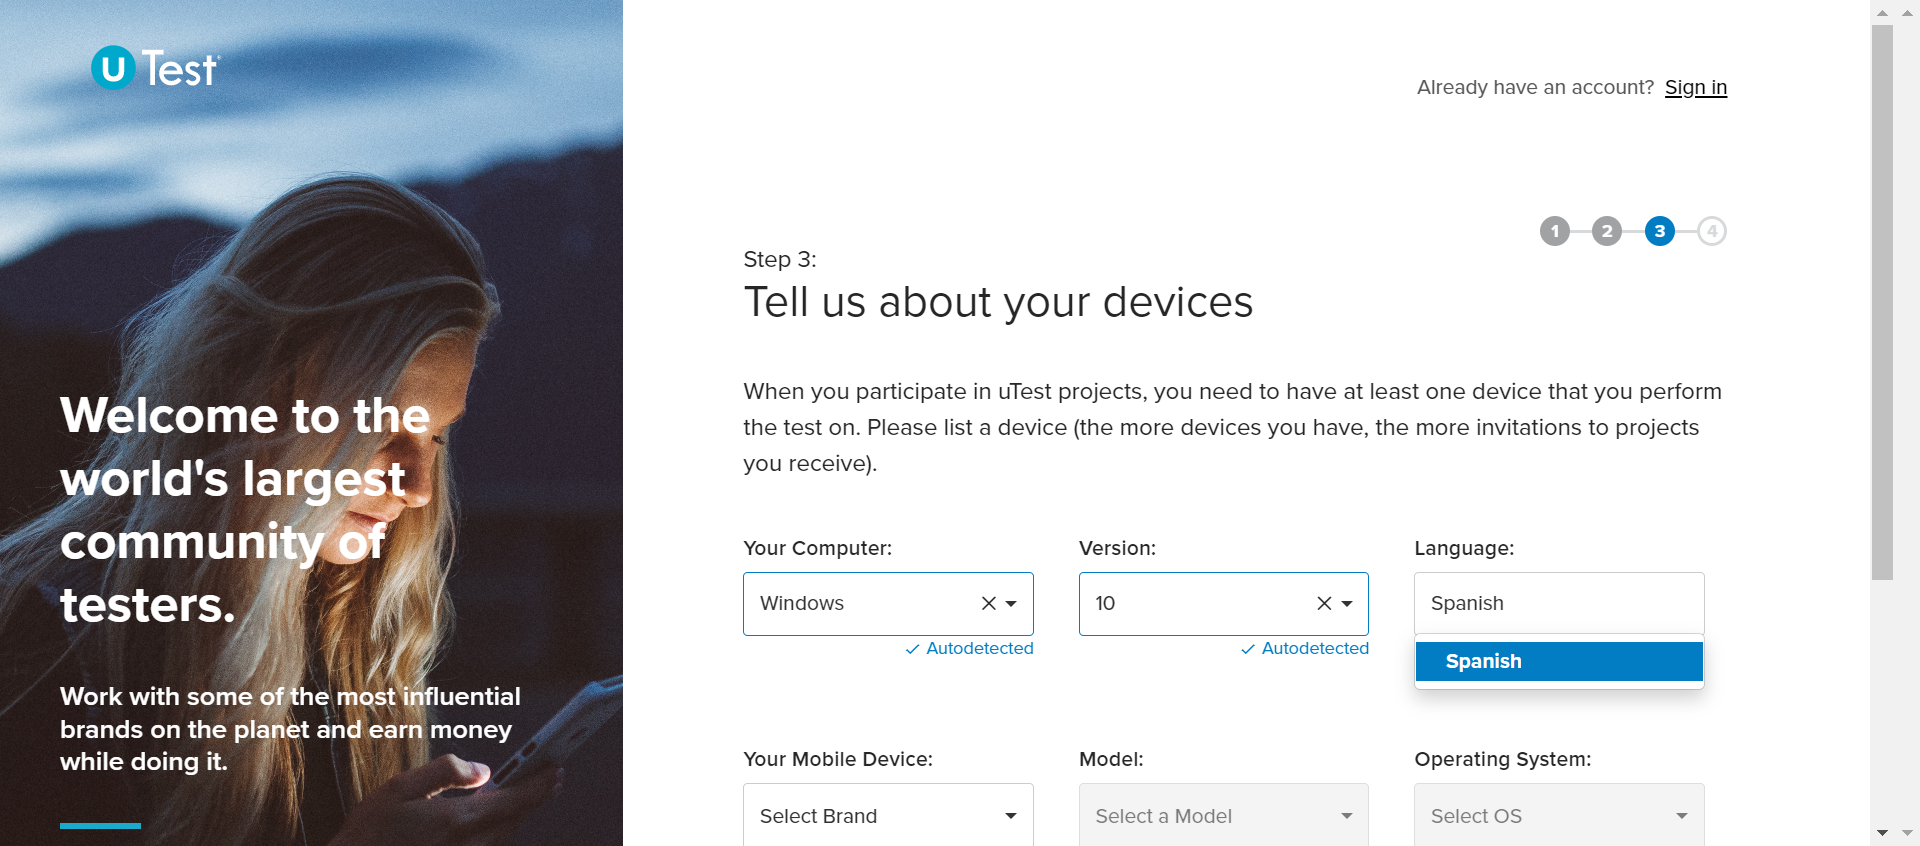 u Test
Welcome to the
world's largest
community of
testers.
Work with some of the most influential
brands on the planet and earn money
while doing it.
Already have an account? Sign in
1 2 3 4
Step 3:
Tell us about your devices
When you participate in uTest projects, you need to have at least one device that you perform
the test on. Please list a device (the more devices you have, the more invitations to projects
you receive).
Your Computer: Version: Language:
Windows 10 Spanish
Autodetected Autodetected
Spanish
Your Mobile Device: Model: Operating System:
Select Brand Select a Model Select OS